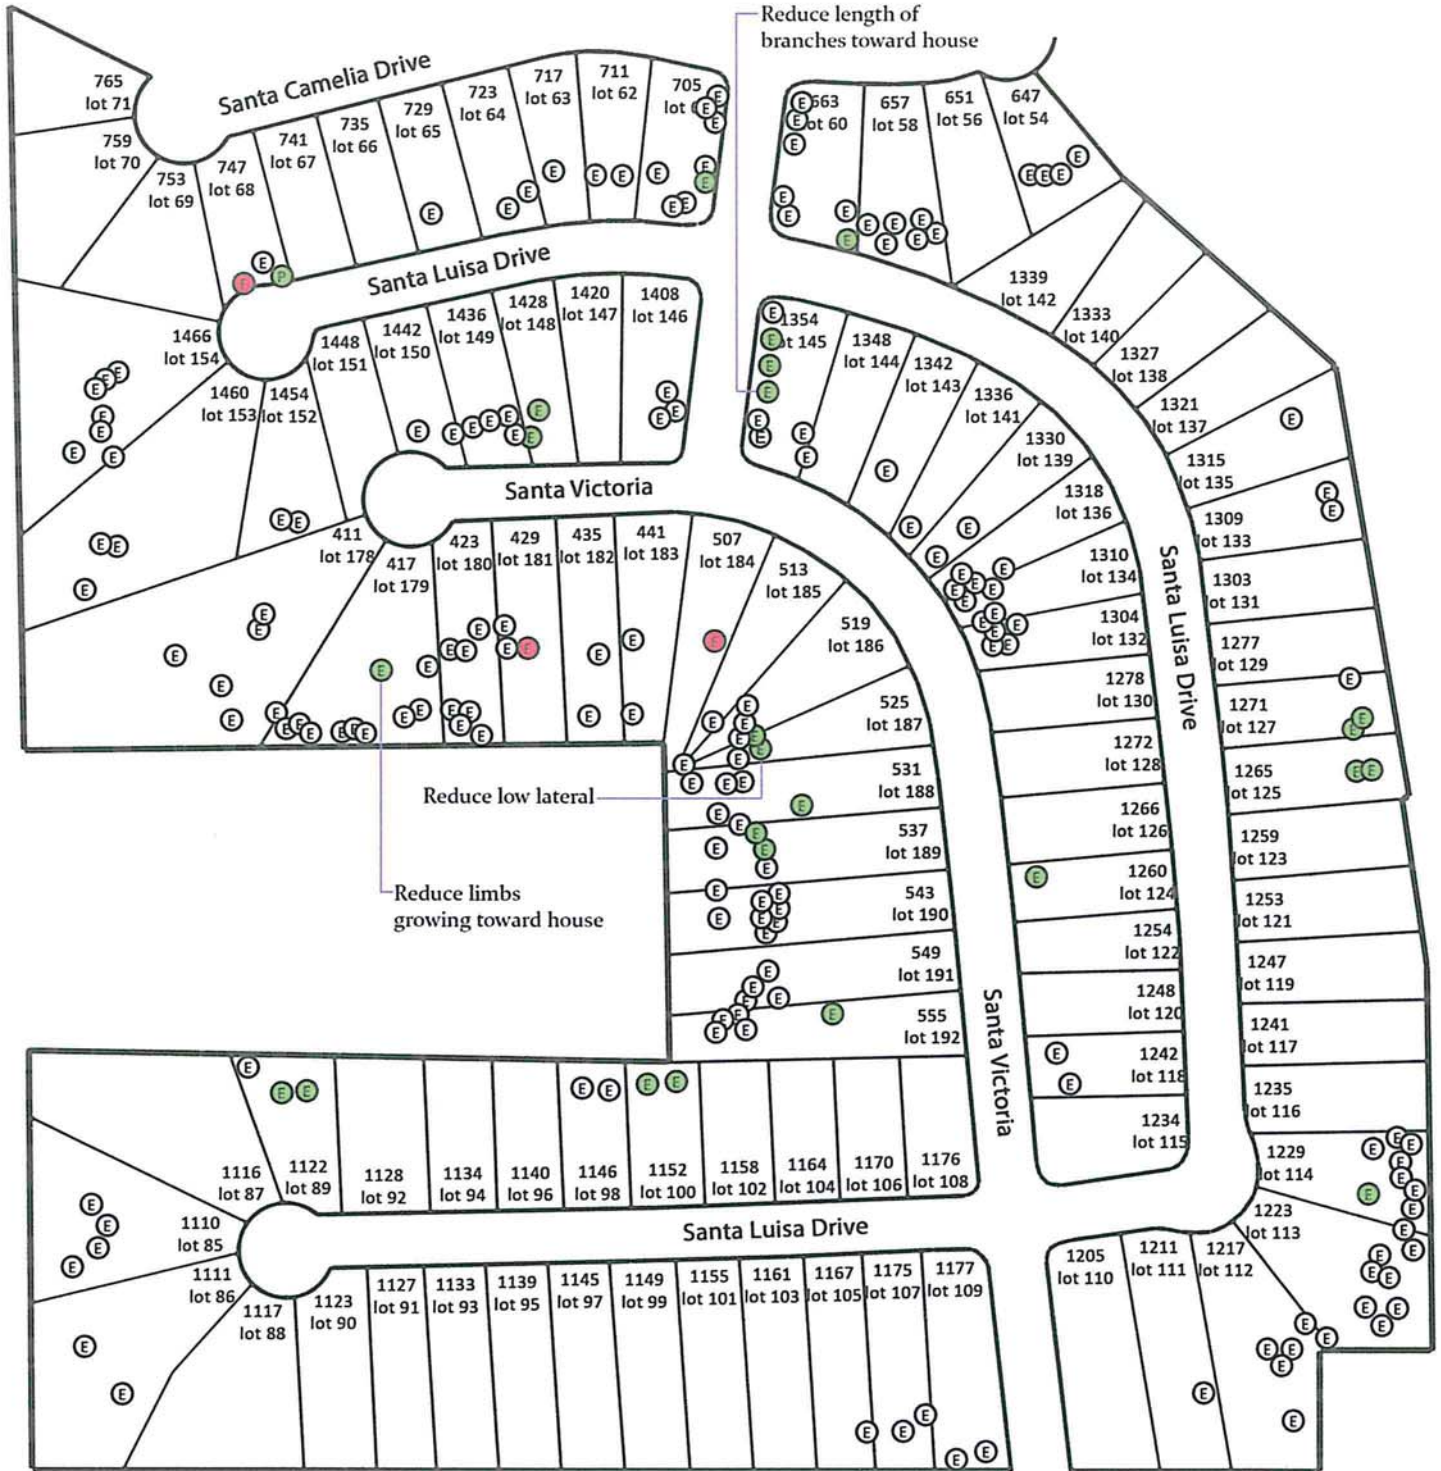 Reduce length of
branches toward house
Santa Camelia Drive
765
lot 71
759
lot 70
753
lot 69
747
lot 68
741
lot 67
735
lot 66
729
lot 65
723
lot 64
717
lot 63
711
lot 62
705
663
lot 60
657
lot 58
651
lot 56
647
lot 54
Santa Luisa Drive
1466
lot 154
1460
lot 153
1454
lot 152
1448
lot 151
1442
lot 150
1436
lot 149
1428
lot 148
1420
lot 147
1408
lot 146
1354
lot 145
1348
lot 144
1342
lot 143
1336
lot 141
1330
lot 139
1318
lot 136
1310
lot 134
1304
lot 132
1278
lot 130
1272
lot 128
1266
lot 126
1260
lot 124
1254
lot 122
1248
lot 120
1242
lot 118
1234
lot 115
1339
lot 142
1333
lot 140
1327
lot 138
1321
lot 137
1315
lot 135
1309
lot 133
1303
lot 131
1277
lot 129
1271
lot 127
1265
lot 125
1259
lot 123
1253
lot 121
1247
lot 119
1241
lot 117
1235
lot 116
1229
lot 114
1223
lot 113
Santa Luisa Drive
Santa Victoria
411
lot 178
417
lot 179
423
lot 180
429
lot 181
435
lot 182
441
lot 183
507
lot 184
513
lot 185
519
lot 186
525
lot 187
531
lot 188
537
lot 189
543
lot 190
549
lot 191
555
lot 192
Reduce low lateral
Reduce limbs
growing toward house
Santa Victoria
1116
lot 87
1122
lot 89
1128
lot 92
1134
lot 94
1140
lot 96
1146
lot 98
1152
lot 100
1158
lot 102
1164
lot 104
1170
lot 106
1176
lot 108
1110
lot 85
Santa Luisa Drive
1111
lot 86
1117
lot 88
1123
lot 90
1127
lot 91
1133
lot 93
1139
lot 95
1145
lot 97
1149
lot 99
1155
lot 101
1161
lot 103
1167
lot 105
1175
lot 107
1177
lot 109
1205
lot 110
1211
lot 111
1217
lot 112